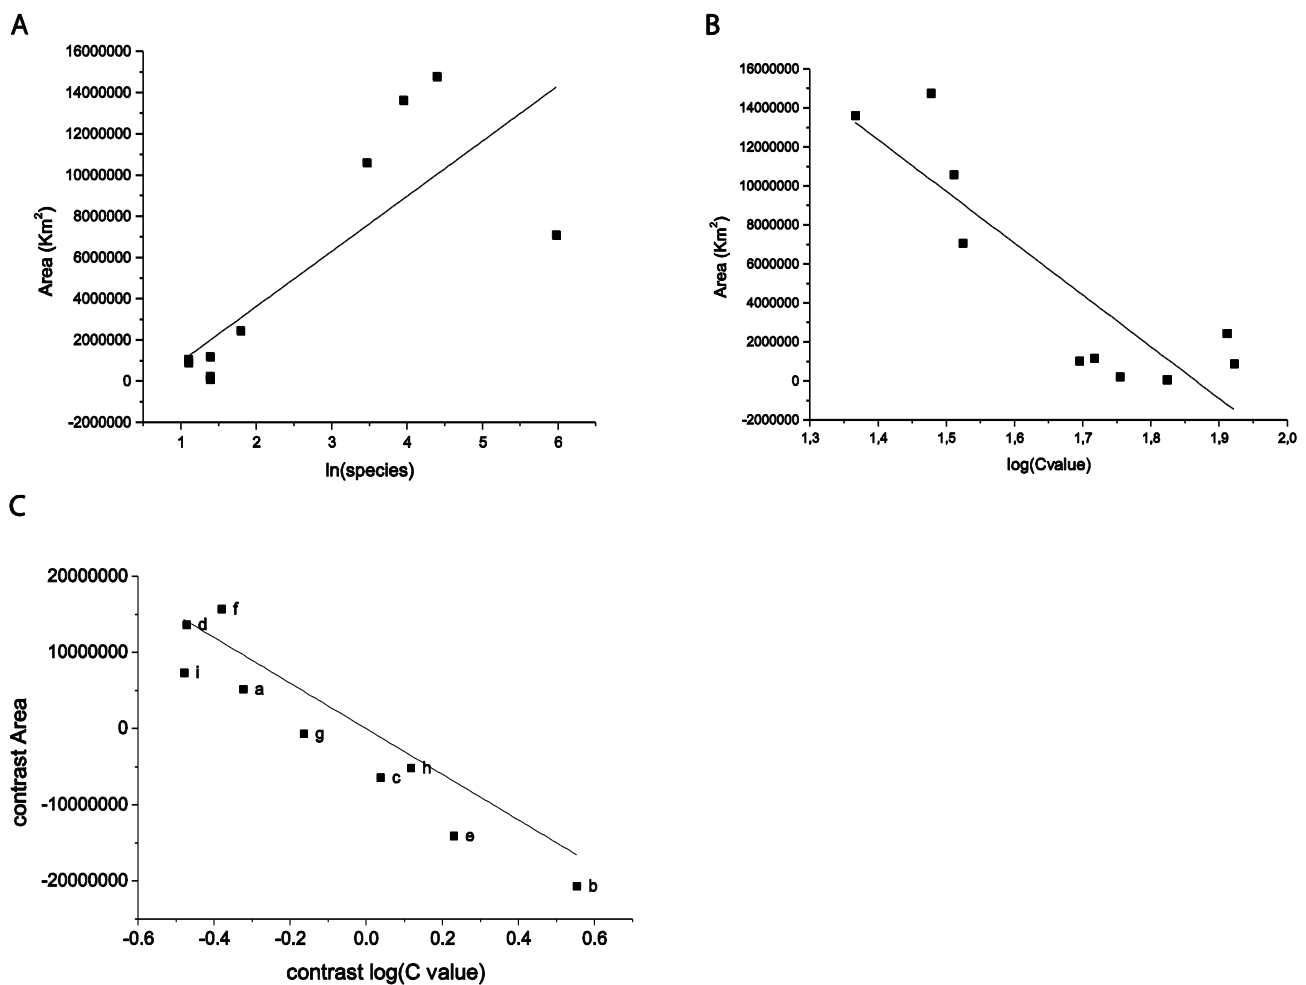 A
16000000
14000000
12000000
10000000
8000000
6000000
4000000
2000000
0
-2000000
Area (Km²)
1 2 3 4 5 6
ln(species)
B
16000000
14000000
12000000
10000000
8000000
6000000
4000000
2000000
0
-2000000
Area (Km²)
1,3 1,4 1,5 1,6 1,7 1,8 1,9 2,0
log(Cvalue)
C
20000000
10000000
0
-10000000
-20000000
contrast Area
f
d
i
a
g
h
c
e
b
-0.6 -0.4 -0.2 0.0 0.2 0.4 0.6
contrast log(C value)